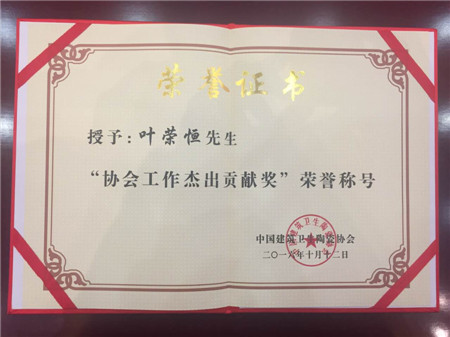 荣誉证书
授予：叶荣恒先生
“协会工作杰出贡献奖”荣誉称号
中国建筑卫生陶瓷协会
二〇一六年十月十二日